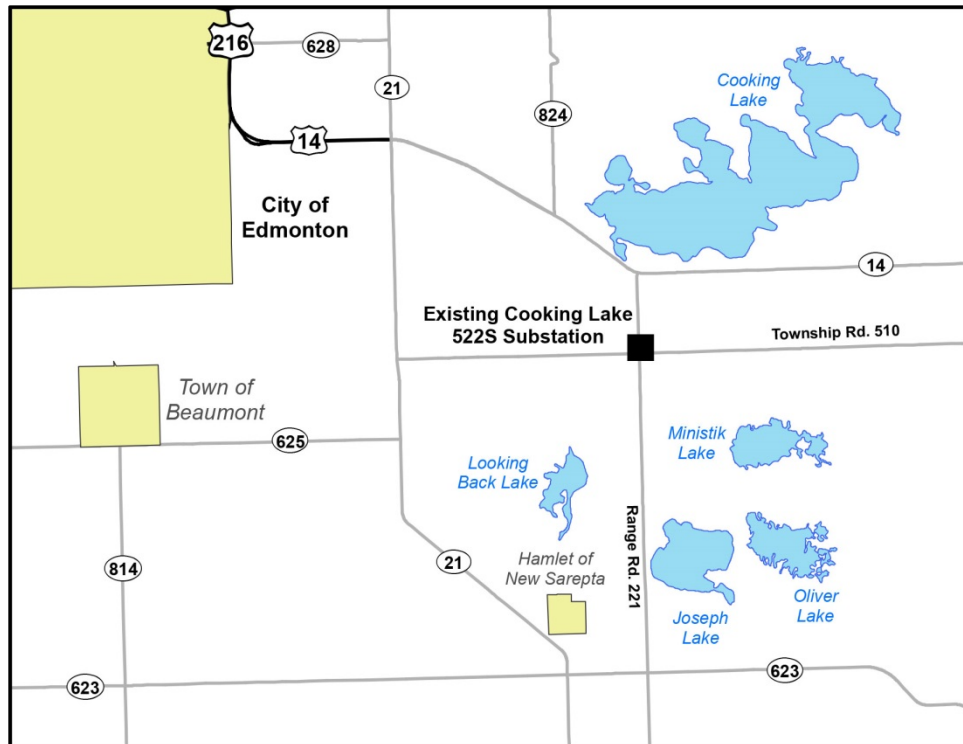 216
628
21
14
824
Cooking
Lake
City of
Edmonton
14
Existing Cooking Lake
522S Substation
Township Rd. 510
Town of
Beaumont
625
Ministik
Lake
Looking
Back Lake
Range Rd. 221
814
21
Hamlet of
New Sarepta
Oliver
Lake
Joseph
Lake
623
623